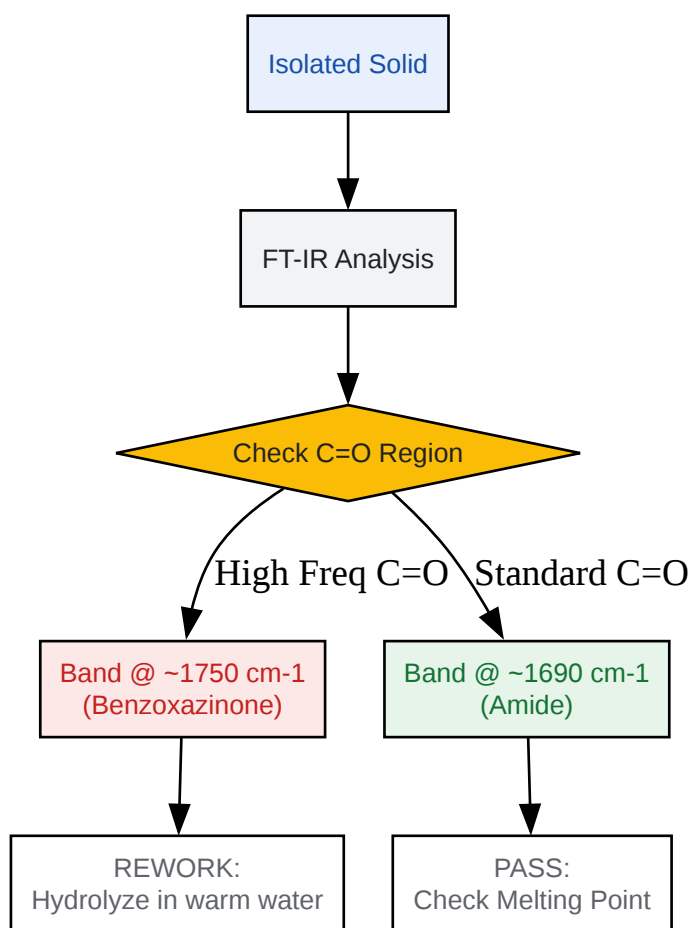 Isolated Solid
FT-IR Analysis
Check C=O Region
High Freq C=O
Standard C=O
Band @ ~1750 cm-1
(Benzoxazinone)
Band @ ~1690 cm-1
(Amide)
REWORK:
Hydrolyze in warm water
PASS:
Check Melting Point